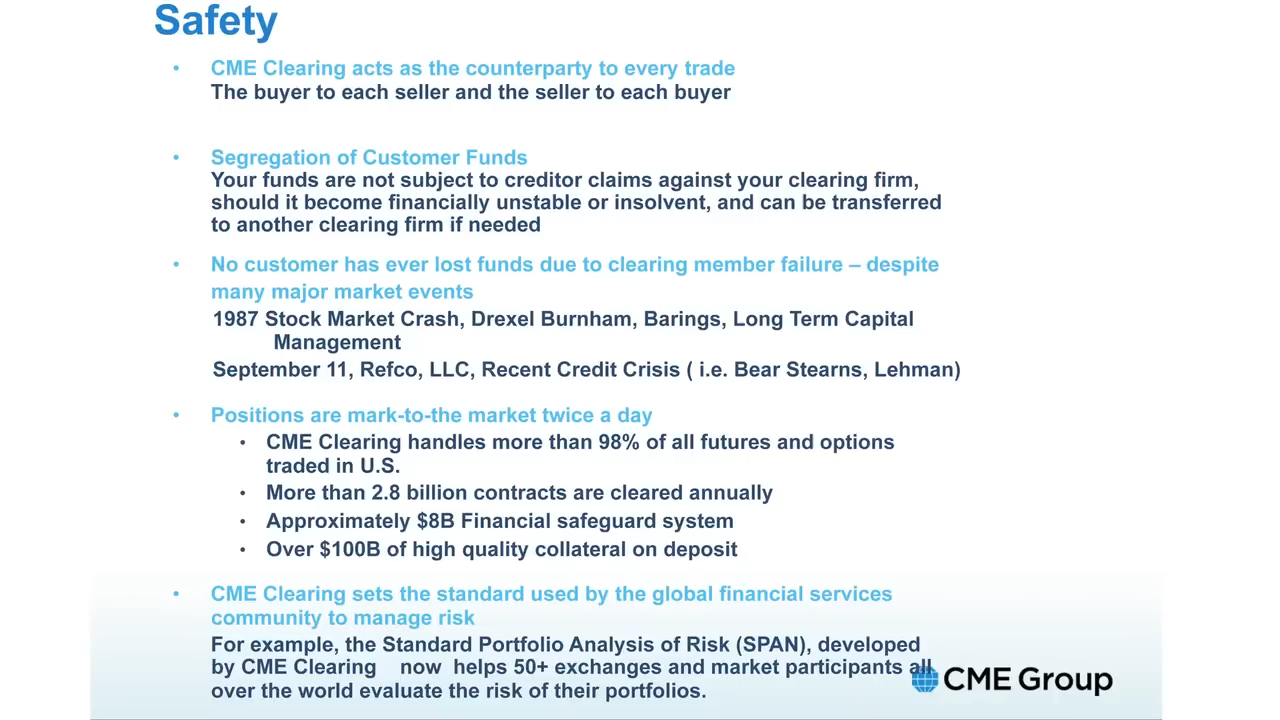 Safety
• CME Clearing acts as the counterparty to every trade
The buyer to each seller and the seller to each buyer
• Segregation of Customer Funds
Your funds are not subject to creditor claims against your clearing firm,
should it become financially unstable or insolvent, and can be transferred
to another clearing firm if needed
• No customer has ever lost funds due to clearing member failure – despite
many major market events
1987 Stock Market Crash, Drexel Burnham, Barings, Long Term Capital
Management
September 11, Refco, LLC, Recent Credit Crisis ( i.e. Bear Stearns, Lehman)
• Positions are mark-to-the market twice a day
• CME Clearing handles more than 98% of all futures and options
traded in U.S.
• More than 2.8 billion contracts are cleared annually
• Approximately $8B Financial safeguard system
• Over $100B of high quality collateral on deposit
• CME Clearing sets the standard used by the global financial services
community to manage risk
For example, the Standard Portfolio Analysis of Risk (SPAN), developed
by CME Clearing now helps 50+ exchanges and market participants all
over the world evaluate the risk of their portfolios.
CME Group